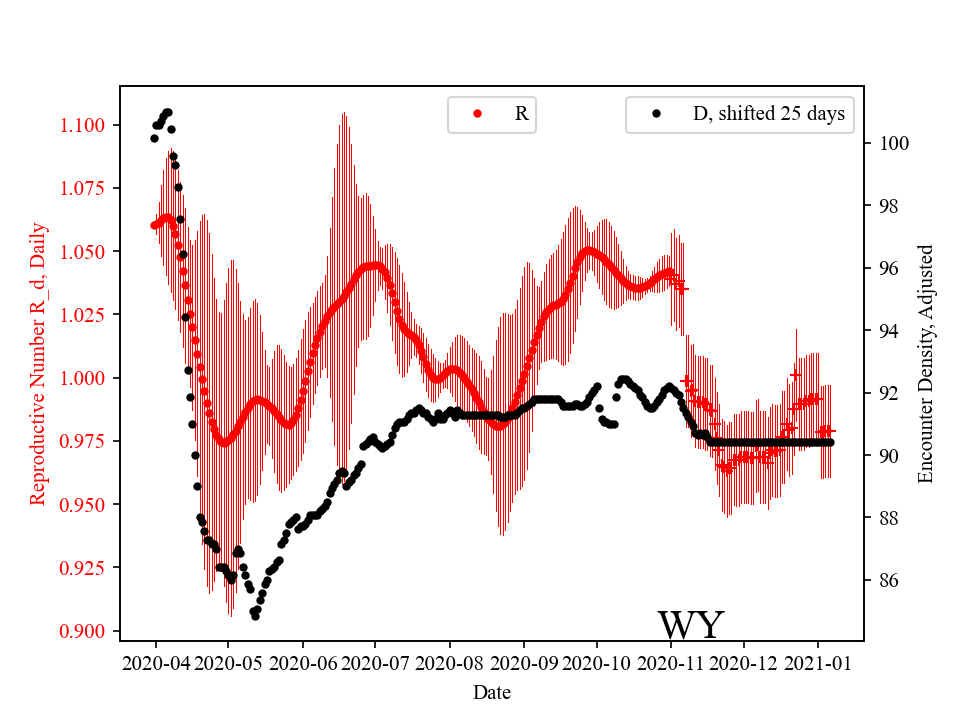 R
D, shifted 25 days
1.100
1.075
1.050
1.025
1.000
0.975
0.950
0.925
0.900
Reproductive Number R_d, Daily
100
98
96
94
92
90
88
86
Encounter Density, Adjusted
WY
2020-04 2020-05 2020-06 2020-07 2020-08 2020-09 2020-10 2020-11 2020-12 2021-01
Date